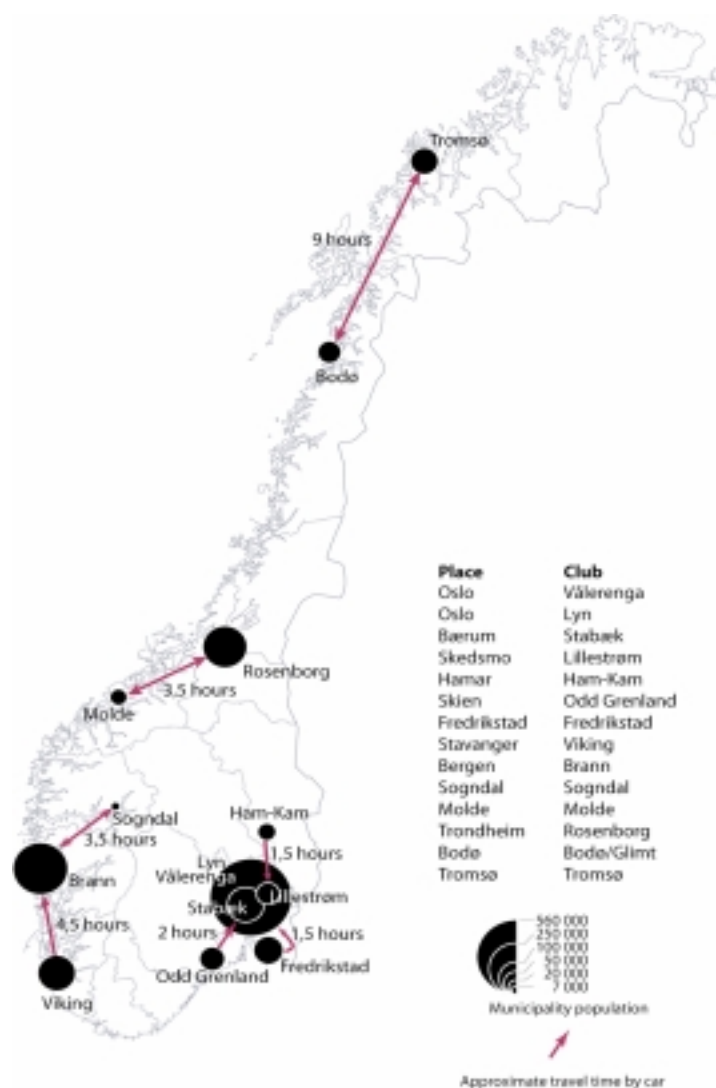 Tromsø
9 hours
Bodø
Rosenborg
3.5 hours
Molde
Sogndal
3,5 hours
Brann
4,5 hours
Viking
Ham-Kam
1,5 hours
Lyn
Vålerenga
Lillestrøm
Stabæk
2 hours
1,5 hours
Odd Grenland
Fredrikstad
Place Club
Oslo Vålerenga
Oslo Lyn
Bærum Stabæk
Skedsmo Lillestrøm
Hamar Ham-Kam
Skien Odd Grenland
Fredrikstad Fredrikstad
Stavanger Viking
Bergen Brann
Sogndal Sogndal
Molde Molde
Trondheim Rosenborg
Bodø Bodø/Glimt
Tromsø Tromsø
560 000
250 000
100 000
50 000
20 000
7 000
Municipality population
Approximate travel time by car